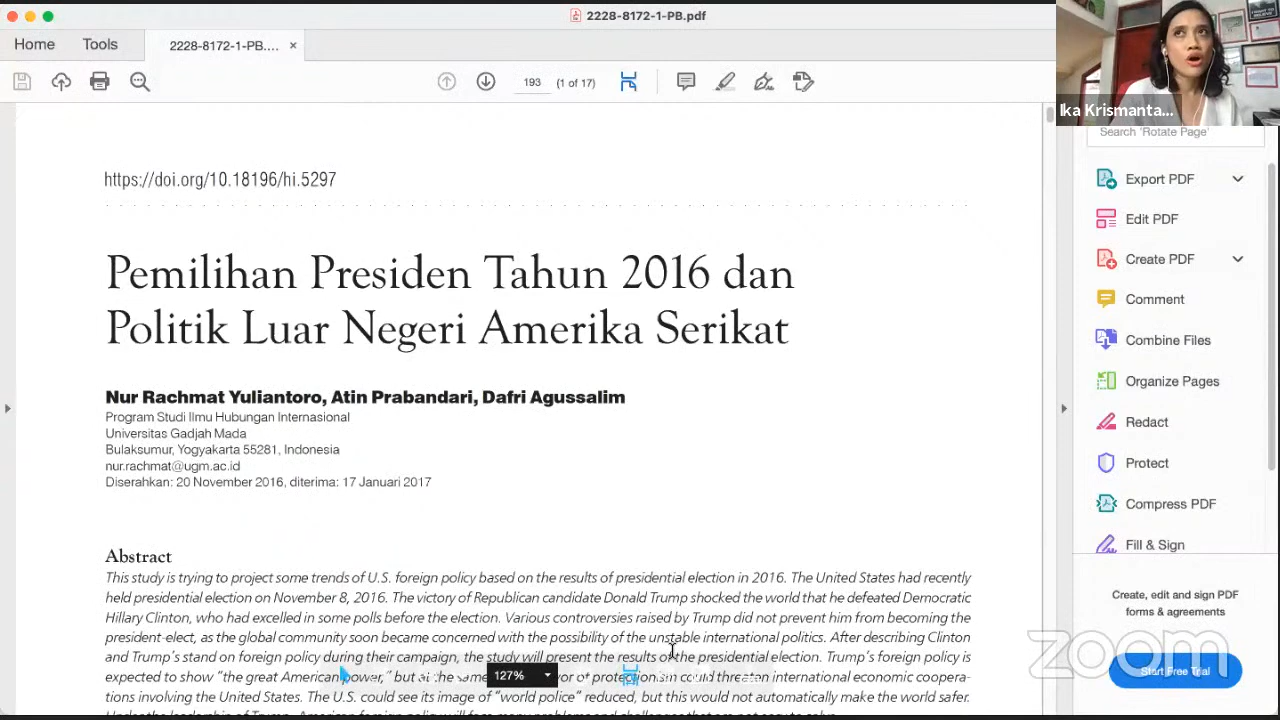 2228-8172-1-PB.pdf
Home
Tools
2228-8172-1-PB....
193 (1 of 17)
Ika Krismanta...
Search 'Rotate Page'
Export PDF
Edit PDF
Create PDF
Comment
Combine Files
Organize Pages
Redact
Protect
Compress PDF
Fill & Sign
Create, edit and sign PDF
forms & agreements
Start Free Trial
zoom
https://doi.org/10.18196/hi.5297
Pemilihan Presiden Tahun 2016 dan
Politik Luar Negeri Amerika Serikat
Nur Rachmat Yuliantoro, Atin Prabandari, Dafri Agussalim
Program Studi Ilmu Hubungan Internasional
Universitas Gadjah Mada
Bulaksumur, Yogyakarta 55281, Indonesia
nur.rachmat@ugm.ac.id
Diserahkan: 20 November 2016, diterima: 17 Januari 2017
Abstract
This study is trying to project some trends of U.S. foreign policy based on the results of presidential election in 2016. The United States had recently
held presidential election on November 8, 2016. The victory of Republican candidate Donald Trump shocked the world that he defeated Democratic
Hillary Clinton, who had excelled in some polls before the election. Various controversies raised by Trump did not prevent him from becoming the
president-elect, as the global community soon became concerned with the possibility of the unstable international politics. After describing Clinton
and Trump's stand on foreign policy during their campaign, the study will present the results of the presidential election. Trump's foreign policy is
expected to show "the great American power," but at the of protectionism could threaten international economic coopera-
tions involving the United States. The U.S. could see its image of "world police" reduced, but this would not automatically make the world safer.
127%